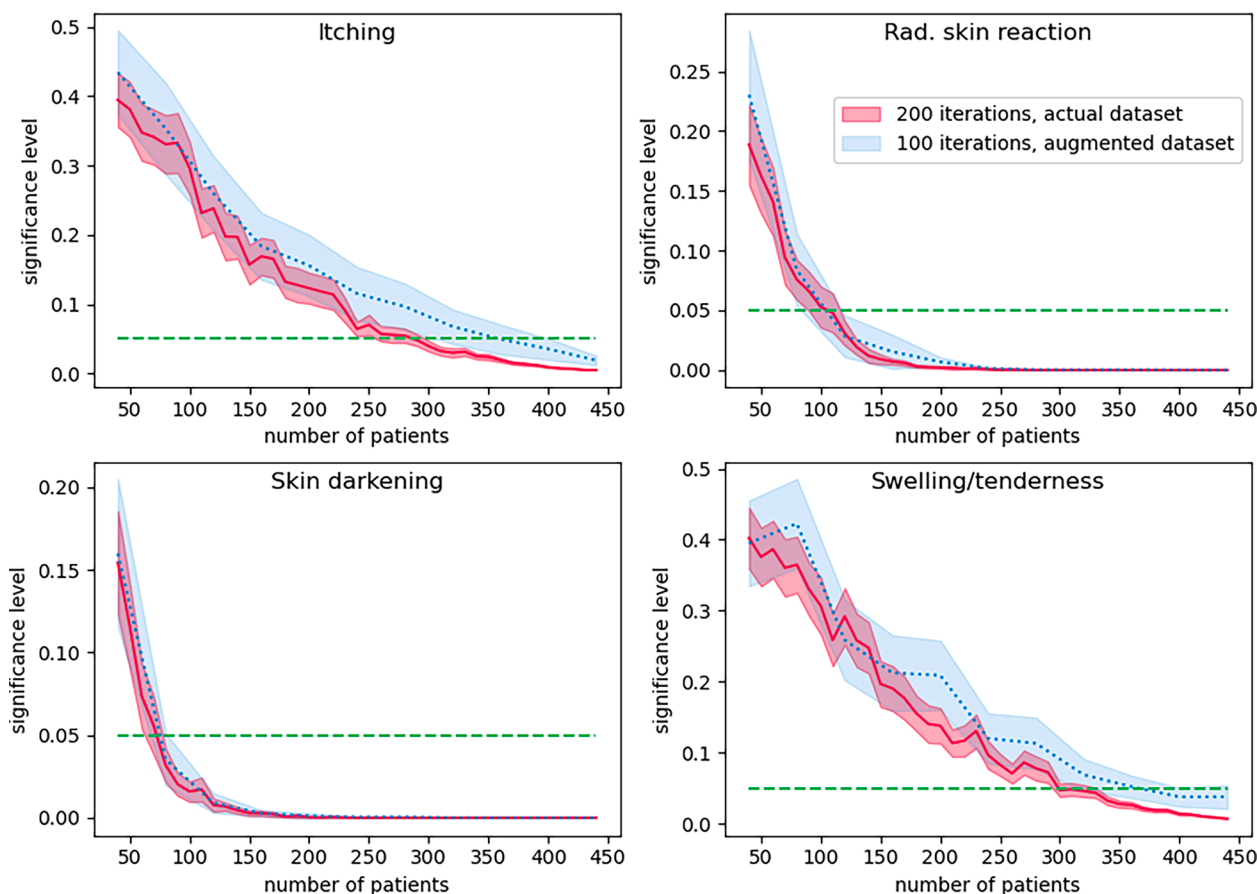 Itching
significance level
0.5
0.4
0.3
0.2
0.1
0.0
50 100 150 200 250 300 350 400 450
number of patients
Rad. skin reaction
200 iterations, actual dataset
100 iterations, augmented dataset
significance level
0.25
0.20
0.15
0.10
0.05
0.00
50 100 150 200 250 300 350 400 450
number of patients
Skin darkening
significance level
0.20
0.15
0.10
0.05
0.00
50 100 150 200 250 300 350 400 450
number of patients
Swelling/tenderness
significance level
0.5
0.4
0.3
0.2
0.1
0.0
50 100 150 200 250 300 350 400 450
number of patients